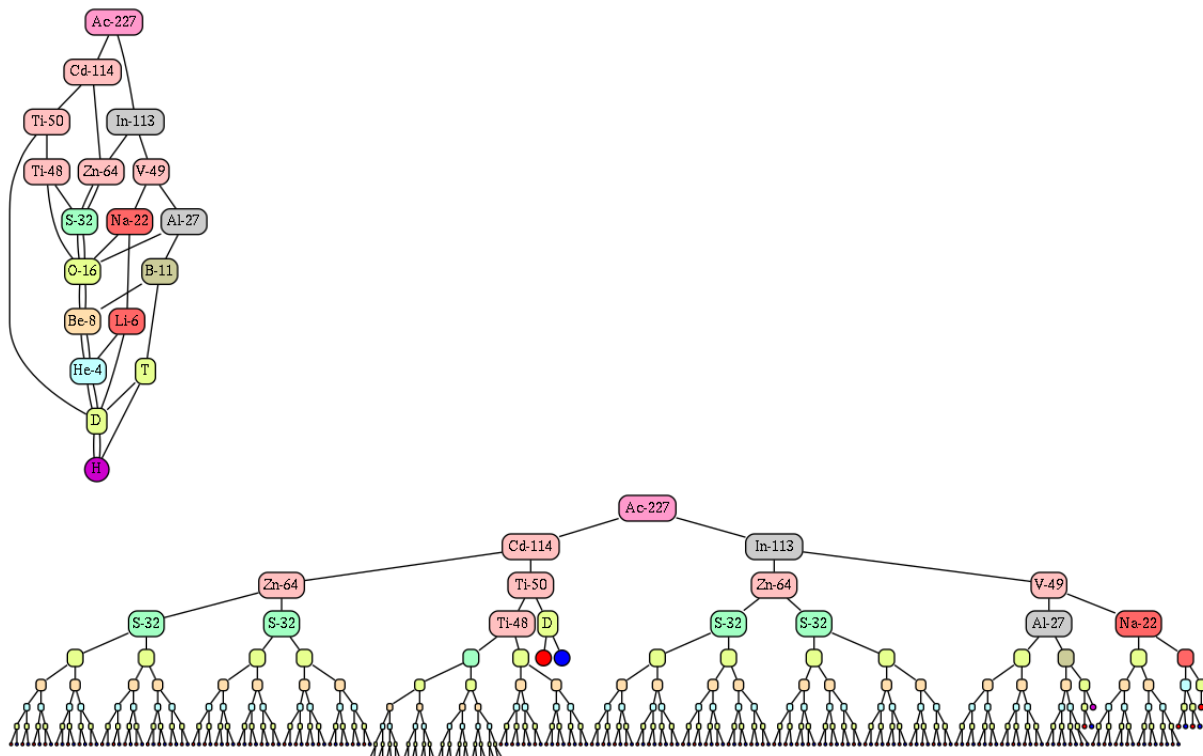 Ac-227
Cd-114
Ti-50 In-113
Ti-48 Zn-64 V-49
S-32 Na-22 Al-27
O-16 B-11
Be-8 Li-6
He-4 T
D
H
Ac-227
Cd-114 In-113
Zn-64 Ti-50 Zn-64 V-49
S-32 S-32 Ti-48 D S-32 S-32 Al-27 Na-22